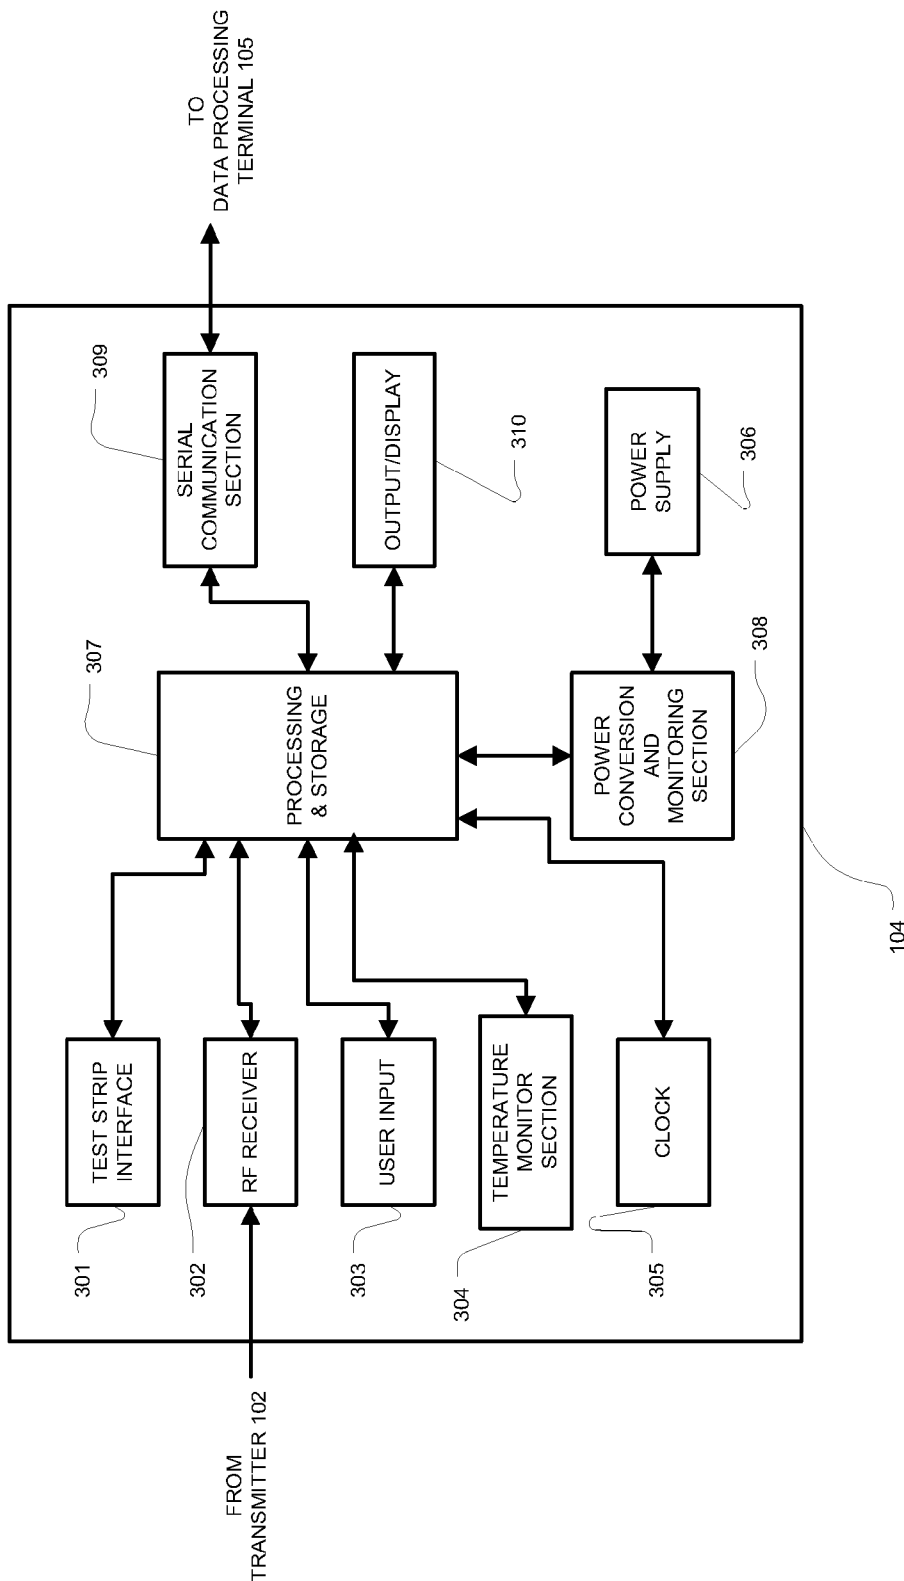 301
TEST STRIP
INTERFACE
302
RF RECEIVER
FROM
TRANSMITTER 102
303
USER INPUT
304
TEMPERATURE
MONITOR
SECTION
305
CLOCK
307
PROCESSING
& STORAGE
309
SERIAL
COMMUNICATION
SECTION
TO
DATA PROCESSING
TERMINAL 105
OUTPUT/DISPLAY
310
POWER
CONVERSION
AND
MONITORING
SECTION
308
POWER
SUPPLY
306
104